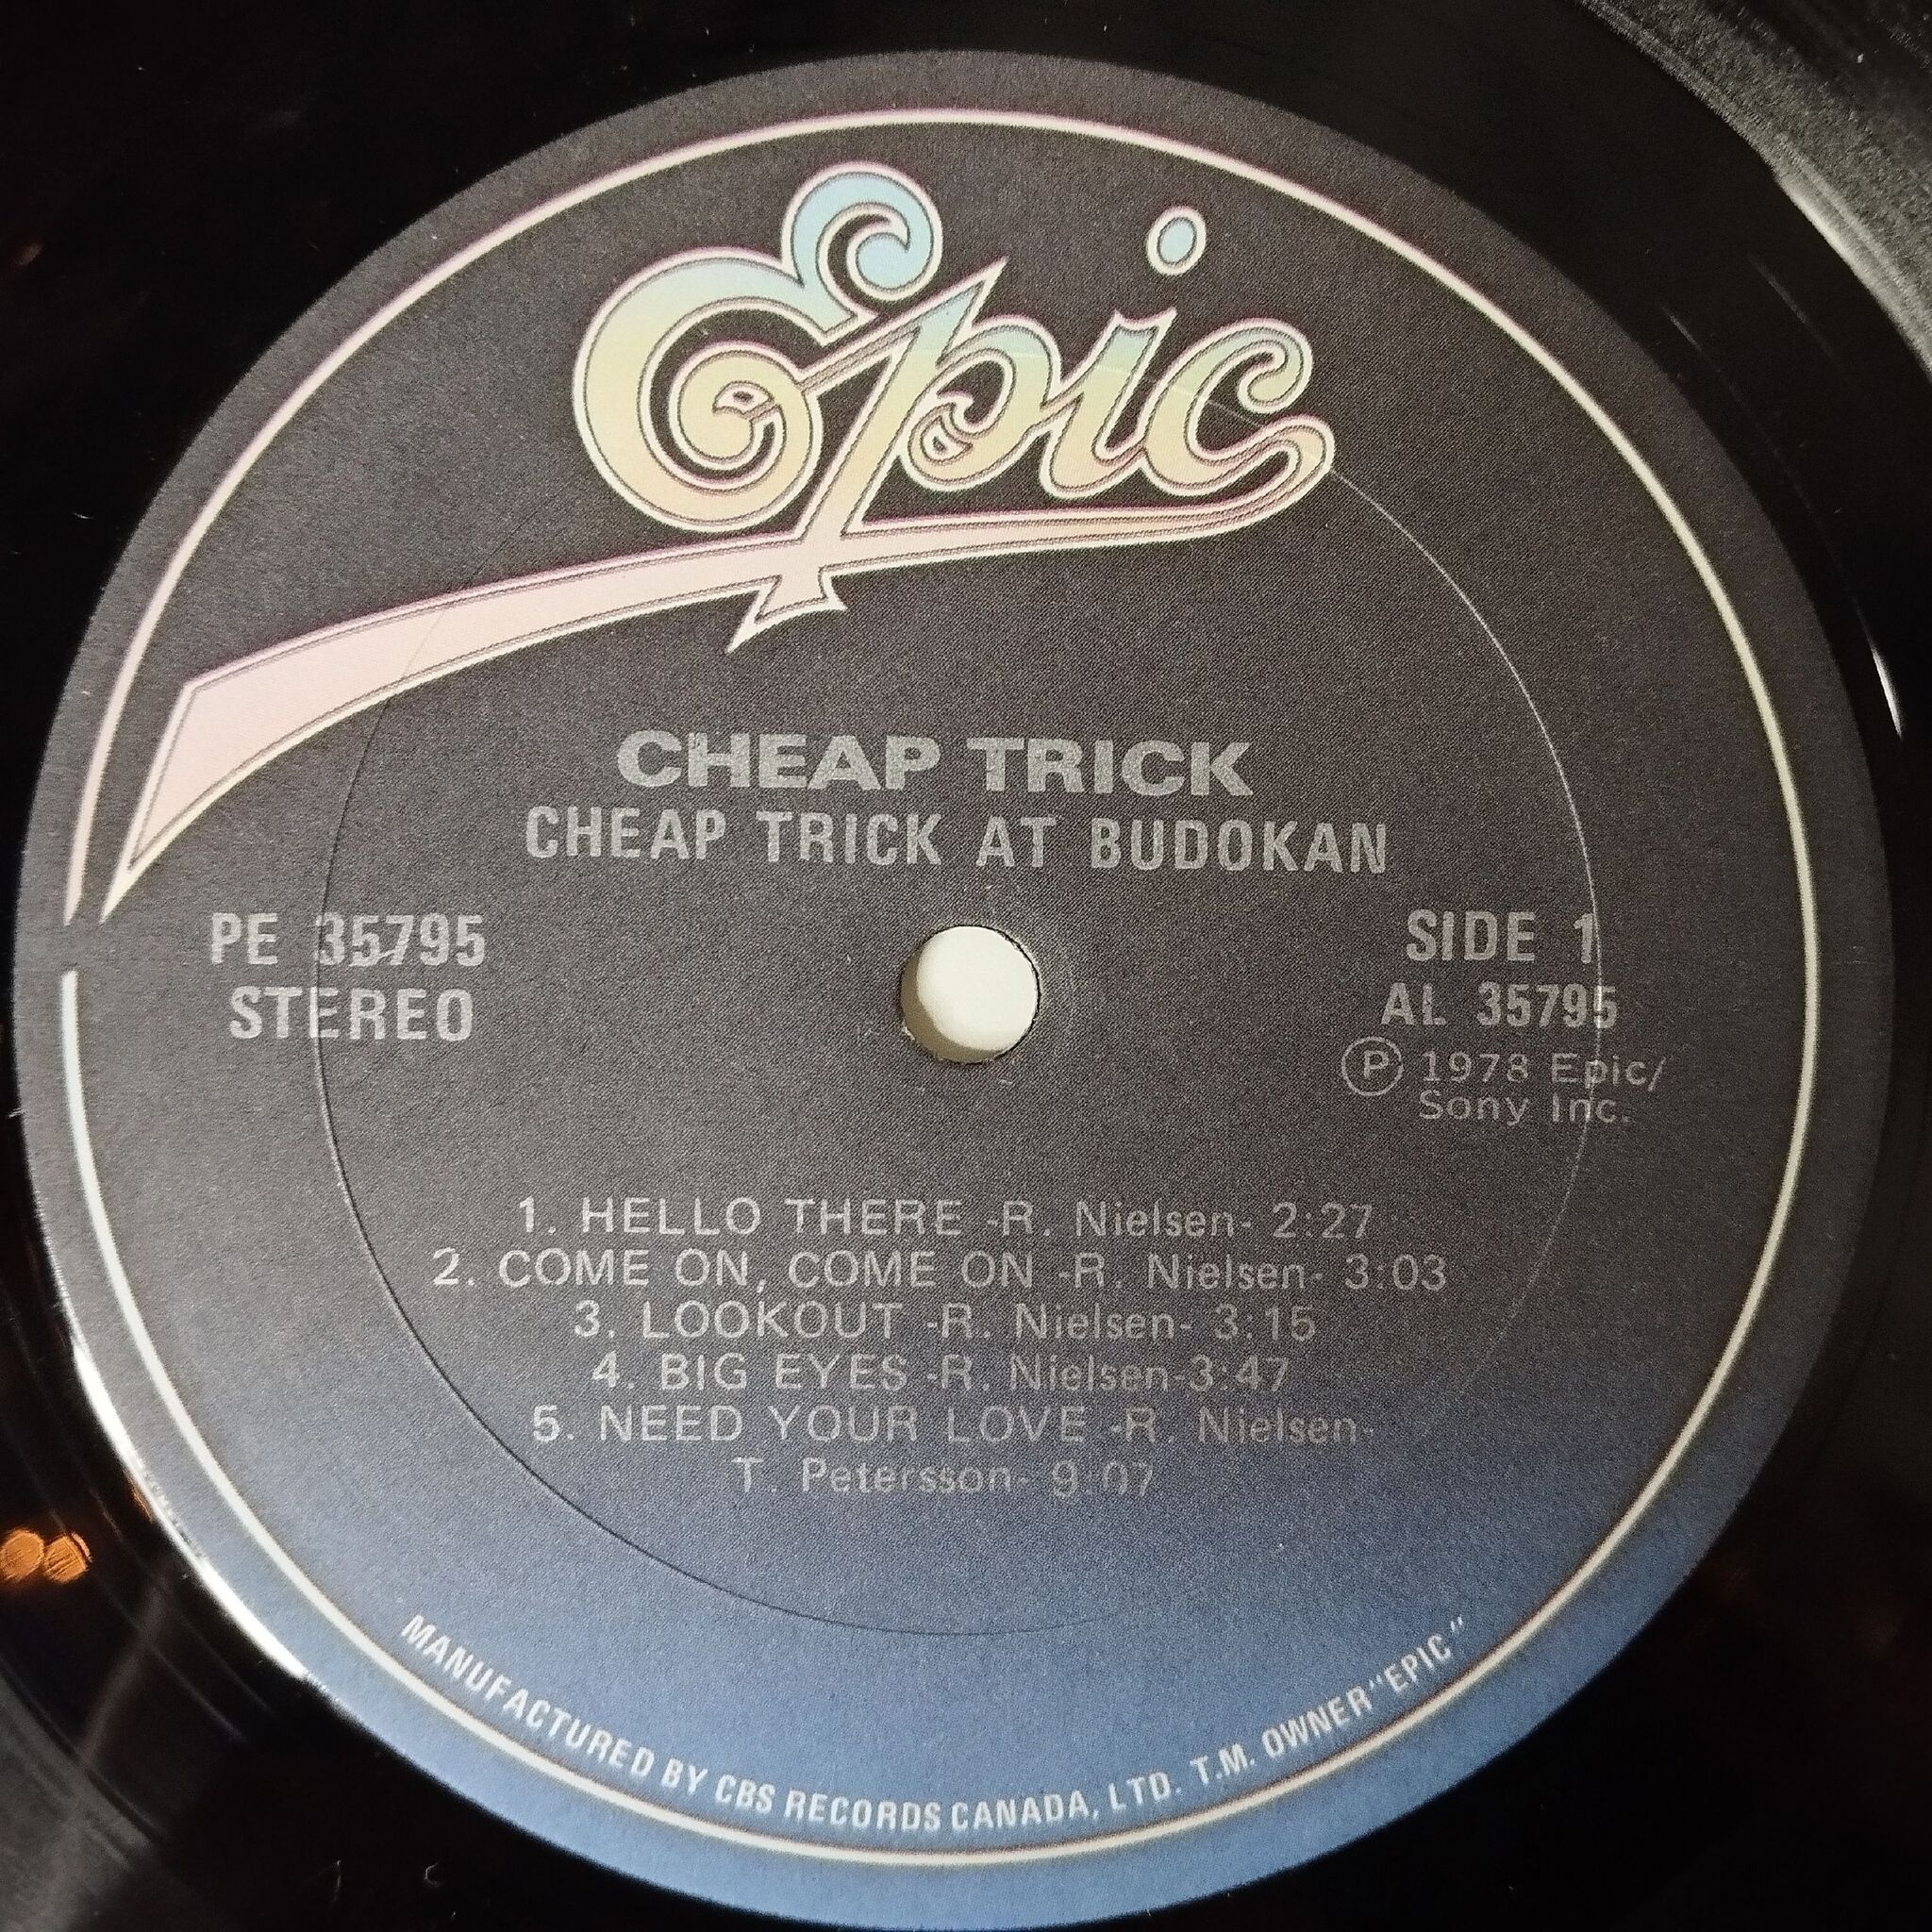 Epic
CHEAP TRICK
CHEAP TRICK AT BUDOKAN
PE 35795
STEREO
SIDE 1
AL 35795
Ⓟ 1978 Epic/
Sony Inc.
1. HELLO THERE -R. Nielsen- 2:27
2. COME ON, COME ON -R. Nielsen- 3:03
3. LOOKOUT -R. Nielsen- 3:15
4. BIG EYES -R. Nielsen-3:47
5. NEED YOUR LOVE -R. Nielsen-
T. Petersson- 9:07
MANUFACTURED BY CBS RECORDS CANADA, LTD. T.M. OWNER "EPIC"